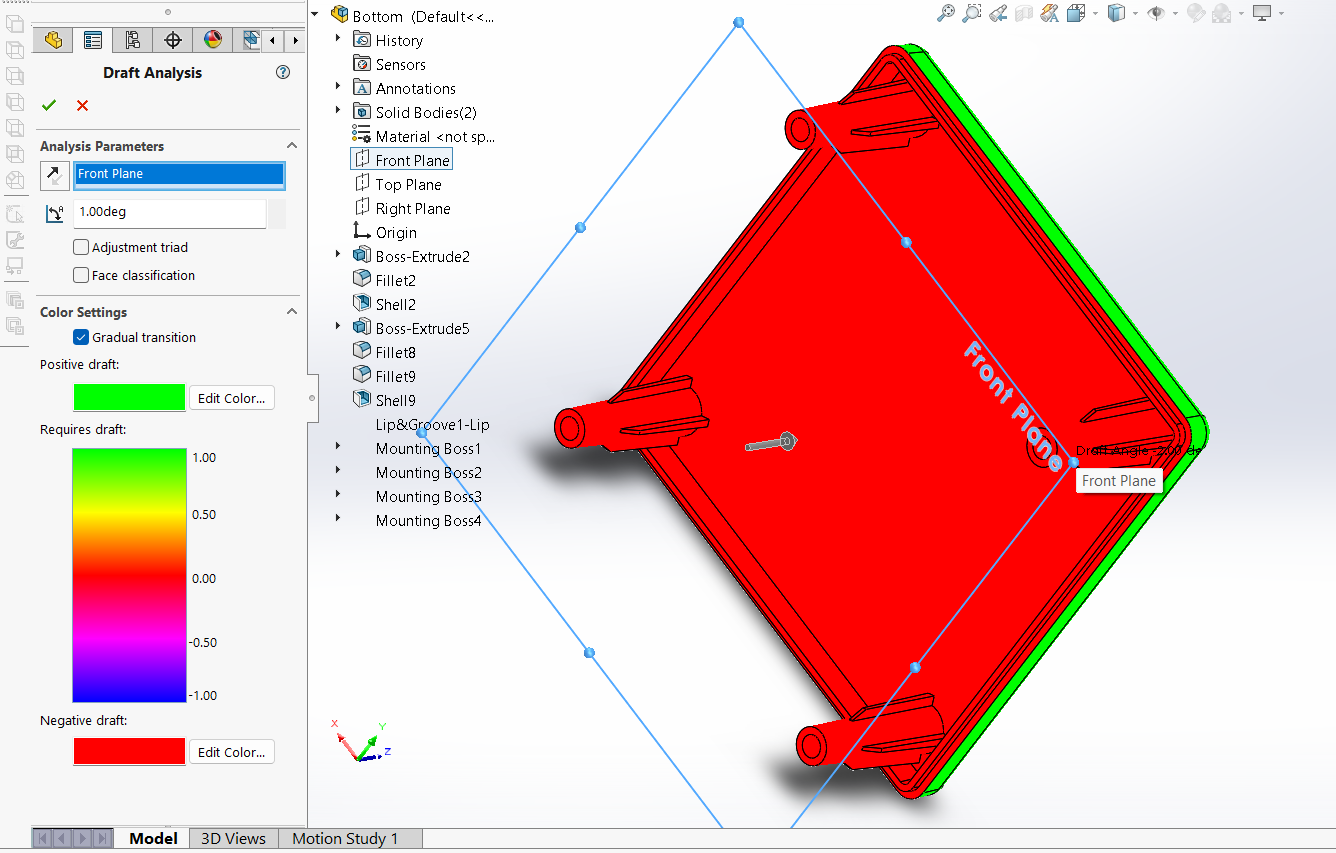 Draft Analysis
Analysis Parameters
Front Plane
1.00deg
Adjustment triad
Face classification
Color Settings
Gradual transition
Positive draft:
Edit Color...
Requires draft:
1.00
0.50
0.00
-0.50
-1.00
Negative draft:
Edit Color...
Bottom (Default<<...
History
Sensors
A
Annotations
Solid Bodies(2)
Material <not sp...
Front Plane
Top Plane
Right Plane
Origin
Boss-Extrude2
Fillet2
Shell2
Boss-Extrude5
Fillet8
Fillet9
Shell9
Lip&Groove1-Lip
Mounting Boss1
Mounting Boss2
Mounting Boss3
Mounting Boss4
Front Plane
Draft Angle
Front Plane
X
Y
Z
Model
3D Views
Motion Study 1